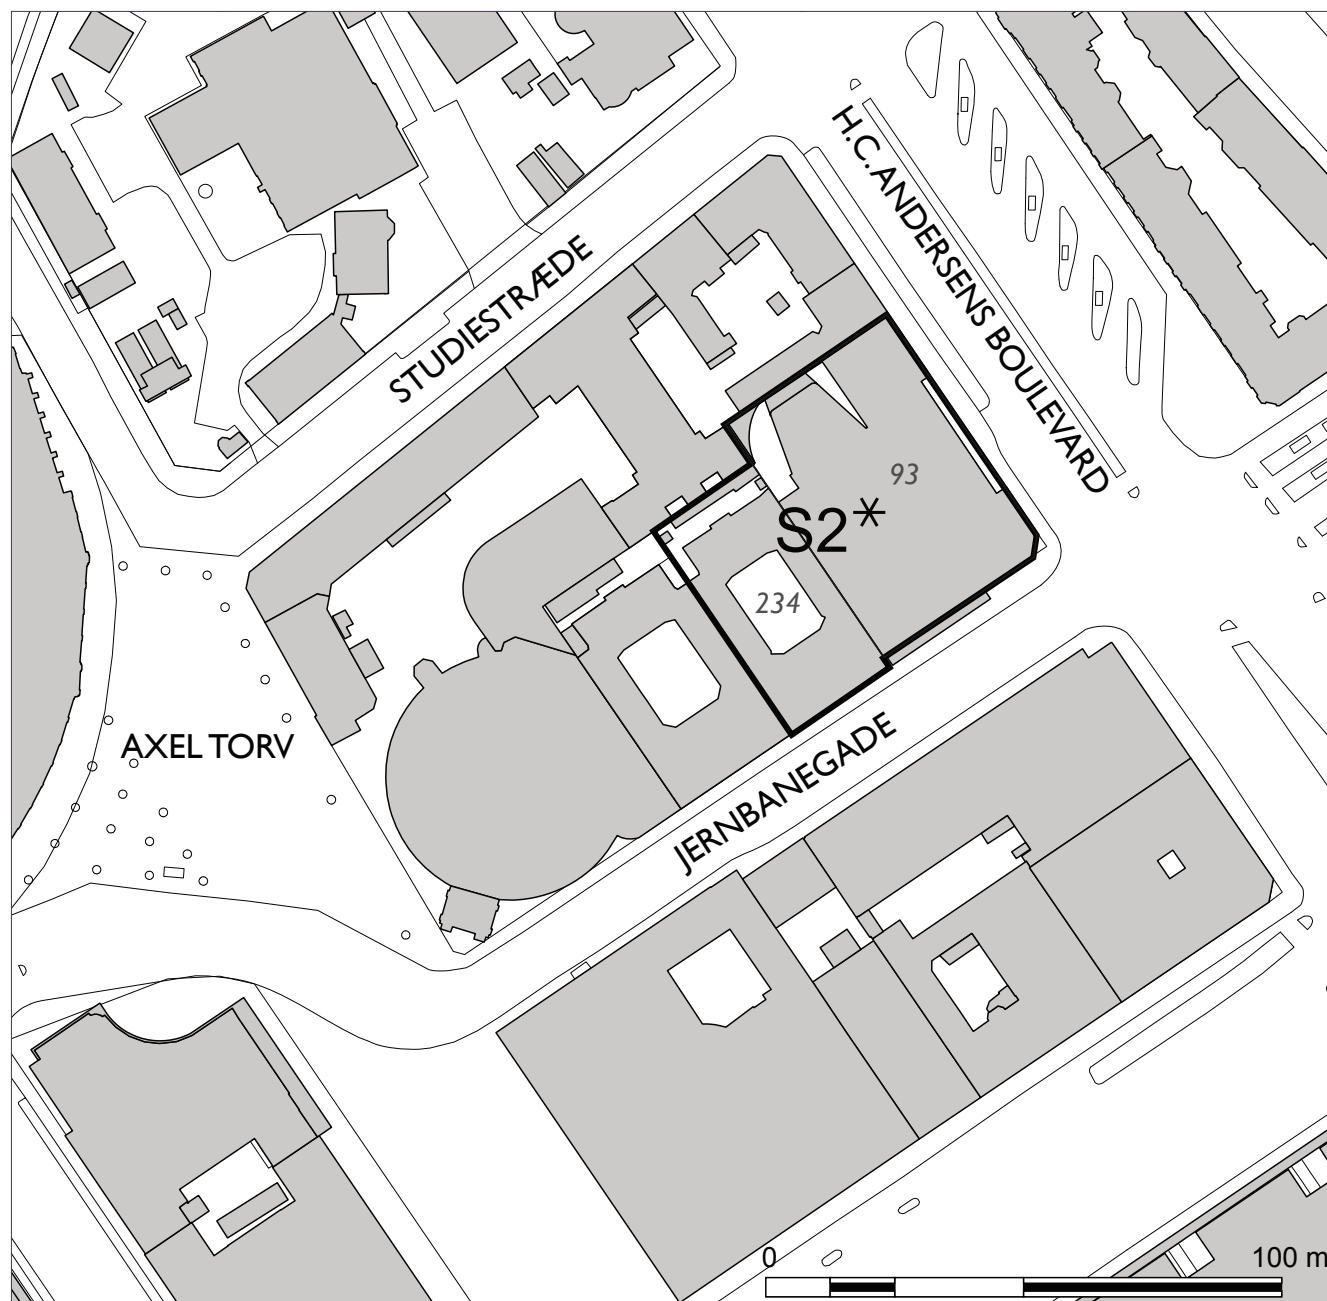 H.C. ANDERSENS BOULEVARD
STUDIESTRÆDE
93
S2*
234
AXEL TORV
JERNBANEGADE
0 100 m